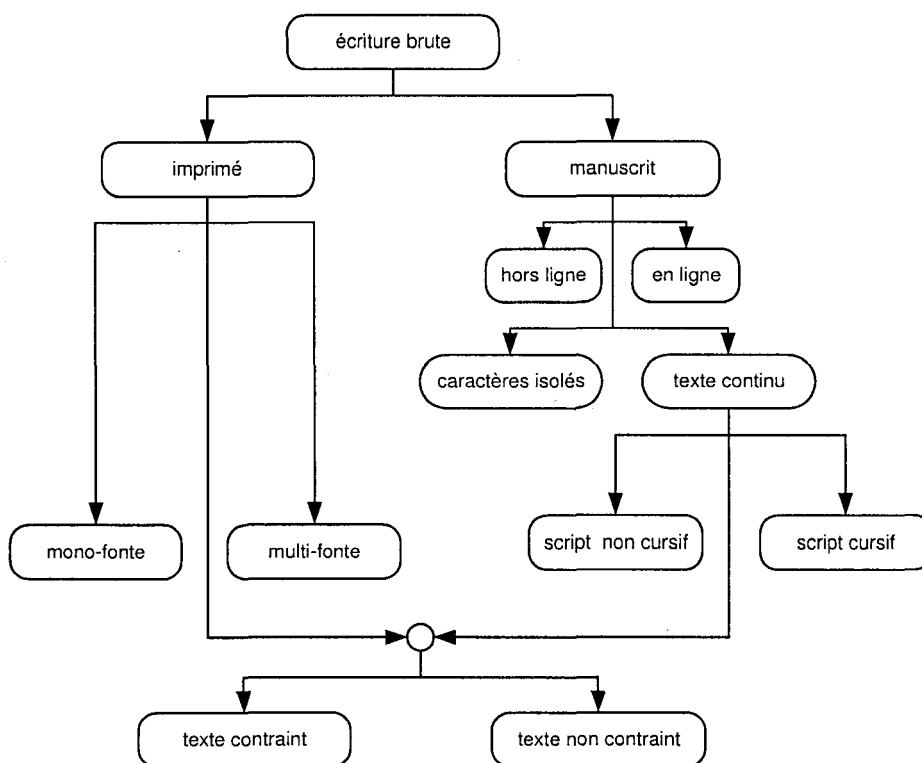 écriture brute
imprimé
manuscrit
hors ligne
en ligne
caractères isolés
texte continu
mono-fonte
multi-fonte
script non cursif
script cursif
texte contraint
texte non contraint